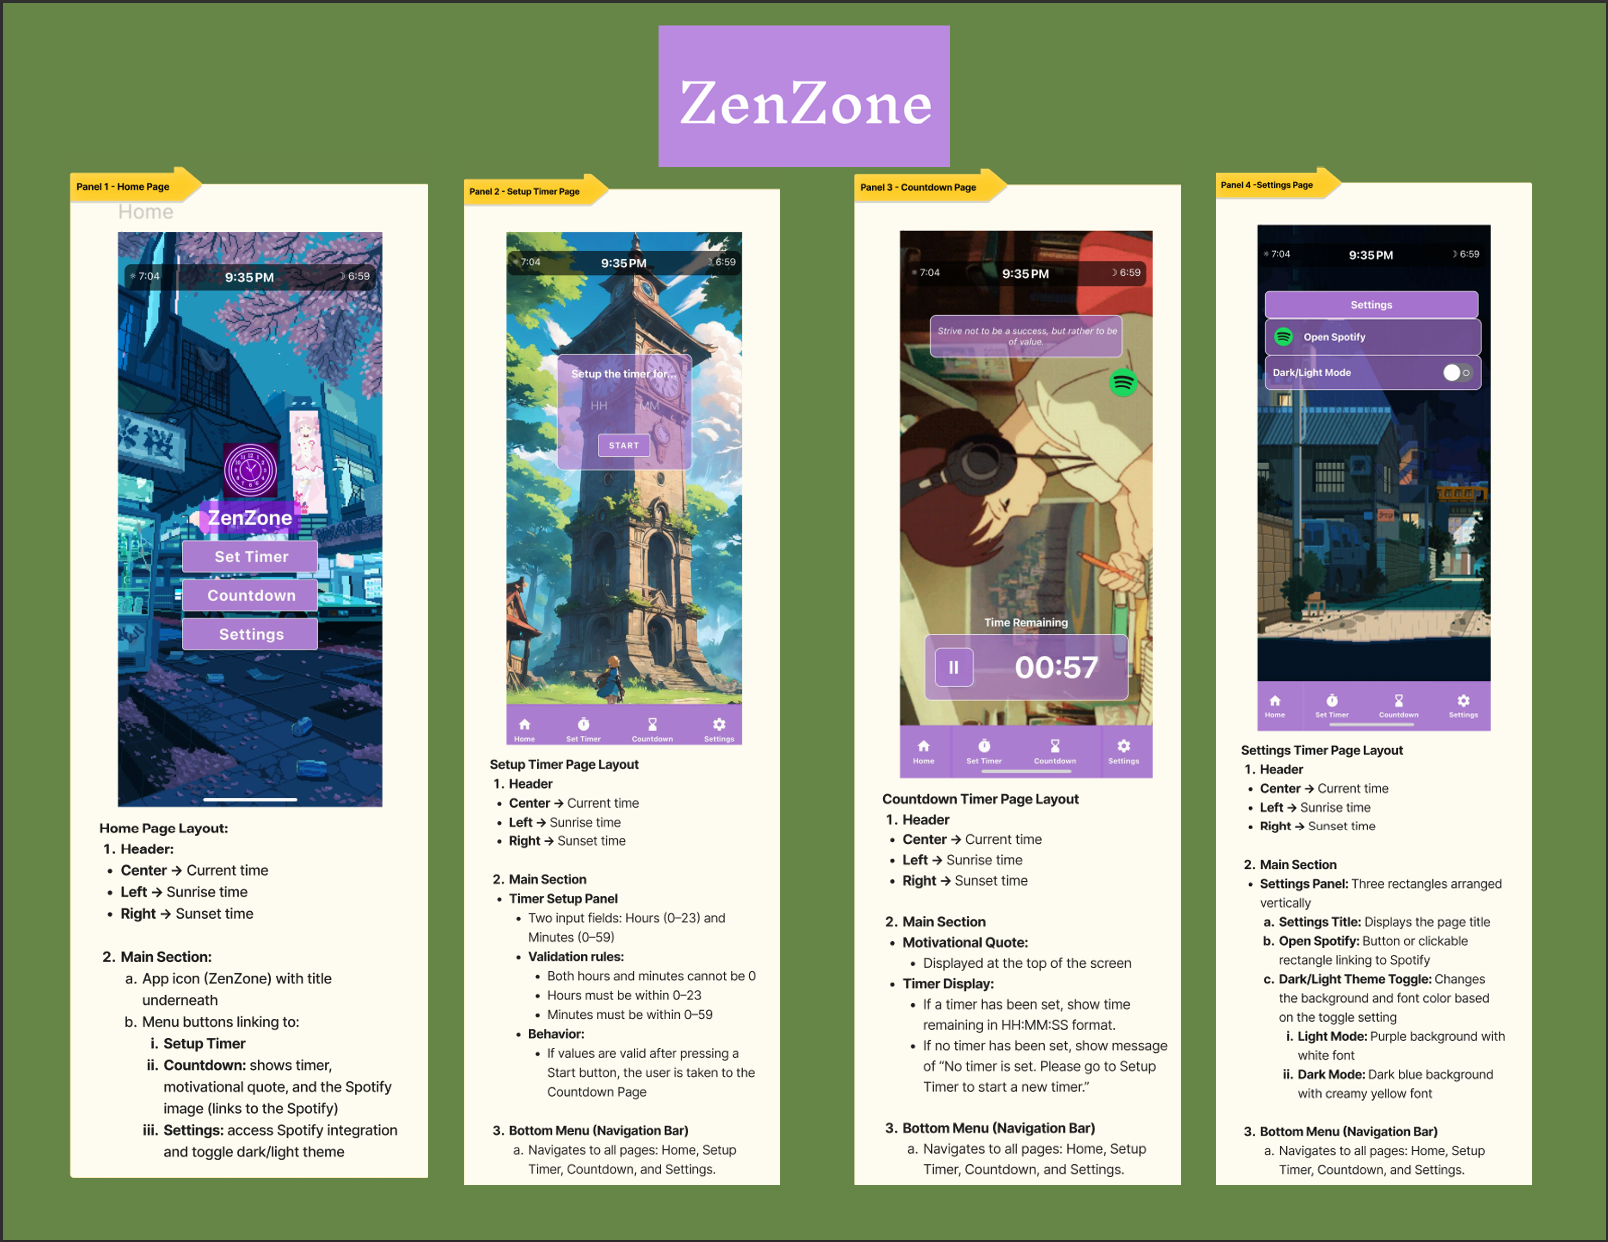 ZenZone
Panel 1 - Home Page
Home
☼ 7:04 9:35 PM ☽ 6:59
ZenZone
Set Timer
Countdown
Settings
Home Page Layout:
1. Header:
• Center → Current time
• Left → Sunrise time
• Right → Sunset time
2. Main Section:
a. App icon (ZenZone) with title
underneath
b. Menu buttons linking to:
i. Setup Timer
ii. Countdown: shows timer,
motivational quote, and the Spotify
image (links to the Spotify)
iii. Settings: access Spotify integration
and toggle dark/light theme
Panel 2 - Setup Timer Page
☼ 7:04 9:35 PM ☽ 6:59
Setup the timer for...
HH MM
START
Home Set Timer Countdown Settings
Setup Timer Page Layout
1. Header
• Center → Current time
• Left → Sunrise time
• Right → Sunset time
2. Main Section
• Timer Setup Panel
• Two input fields: Hours (0–23) and
Minutes (0–59)
• Validation rules:
• Both hours and minutes cannot be 0
• Hours must be within 0–23
• Minutes must be within 0–59
• Behavior:
• If values are valid after pressing a
Start button, the user is taken to the
Countdown Page
3. Bottom Menu (Navigation Bar)
a. Navigates to all pages: Home, Setup
Timer, Countdown, and Settings.
Panel 3 - Countdown Page
☼ 7:04 9:35 PM ☽ 6:59
Strive not to be a success, but rather to be
of value.
Time Remaining
00:57
Home Set Timer Countdown Settings
Countdown Timer Page Layout
1. Header
• Center → Current time
• Left → Sunrise time
• Right → Sunset time
2. Main Section
• Motivational Quote:
• Displayed at the top of the screen
• Timer Display:
• If a timer has been set, show time
remaining in HH:MM:SS format.
• If no timer has been set, show message
of “No timer is set. Please go to Setup
Timer to start a new timer.”
3. Bottom Menu (Navigation Bar)
a. Navigates to all pages: Home, Setup
Timer, Countdown, and Settings.
Panel 4 -Settings Page
☼ 7:04 9:35 PM ☽ 6:59
Settings
Open Spotify
Dark/Light Mode
Home Set Timer Countdown Settings
Settings Timer Page Layout
1. Header
• Center → Current time
• Left → Sunrise time
• Right → Sunset time
2. Main Section
• Settings Panel: Three rectangles arranged
vertically
a. Settings Title: Displays the page title
b. Open Spotify: Button or clickable
rectangle linking to Spotify
c. Dark/Light Theme Toggle: Changes
the background and font color based
on the toggle setting
i. Light Mode: Purple background with
white font
ii. Dark Mode: Dark blue background
with creamy yellow font
3. Bottom Menu (Navigation Bar)
a. Navigates to all pages: Home, Setup
Timer, Countdown, and Settings.